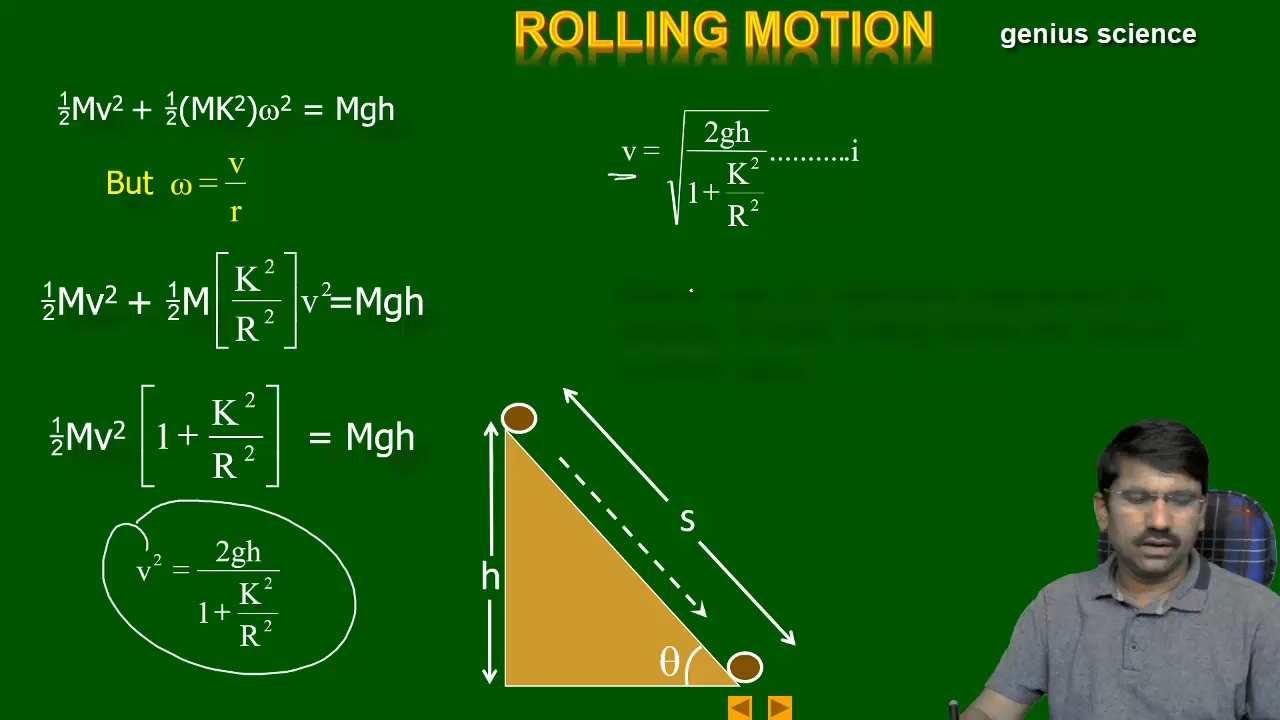 ROLLING MOTION
genius science
½Mv² + ½(MK²)ω² = Mgh
But ω = v/r
½Mv² + ½M[K²/R²]v²=Mgh
½Mv² [1 + K²/R²] = Mgh
v² = 2gh/(1 + K²/R²)
v = √(2gh/(1 + K²/R²)) ..........i
s
h
θ